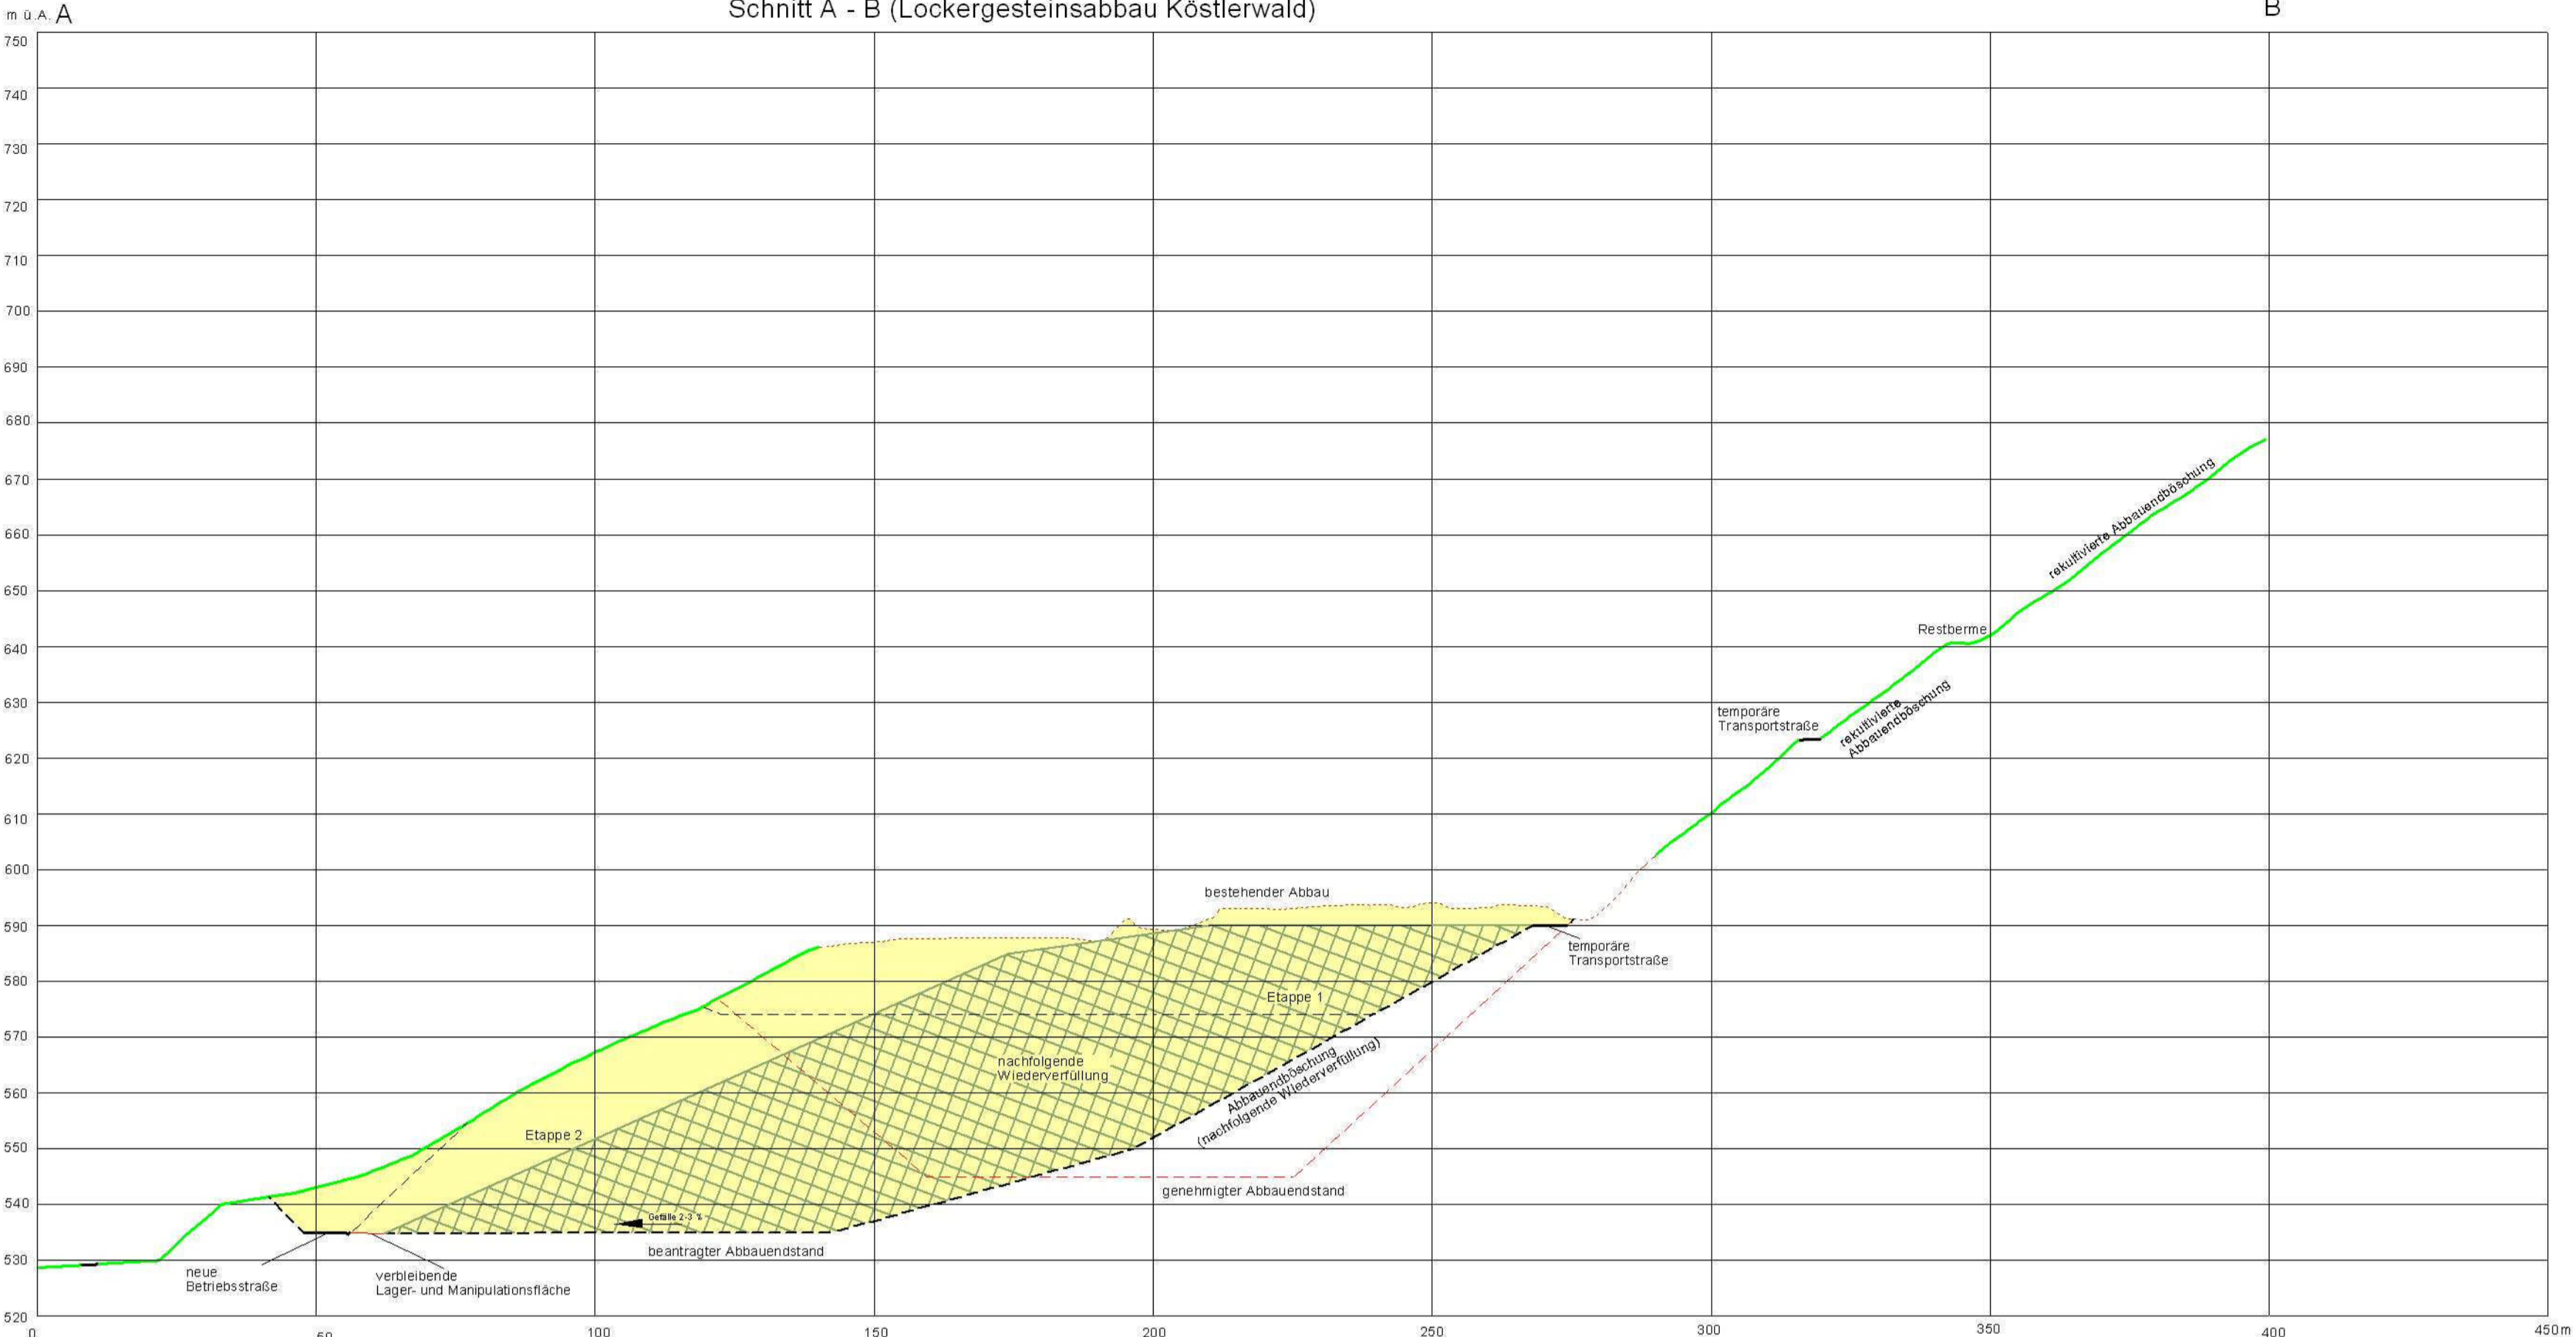 Schnitt A - B (Lockergesteinsabbau Köstlerwald)
m ü.A. A
B
750
740
730
720
710
700
690
680
670
660
650
640
630
620
610
600
590
580
570
560
550
540
530
520
rekultivierte Abbauendböschung
Restberme
temporäre
Transportstraße
rekultivierte
Abbauendböschung
bestehender Abbau
temporäre
Transportstraße
Etappe 1
nachfolgende
Wiederverfüllung
Abbauendböschung
(nachfolgende Wiederverfüllung)
Etappe 2
genehmigter Abbauendstand
Gefälle 2-3 %
beantragter Abbauendstand
neue
Betriebsstraße
verbleibende
Lager- und Manipulationsfläche
0
50
100
150
200
250
300
350
400
450m